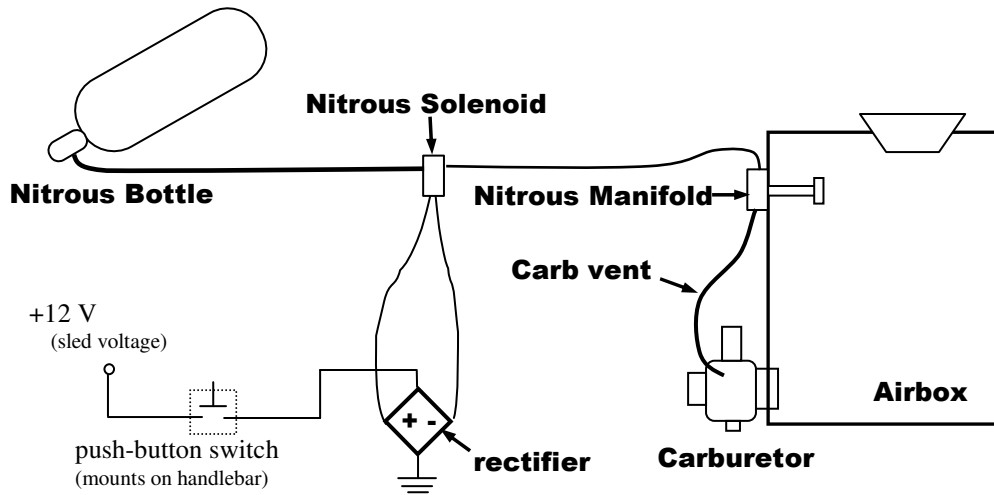 Nitrous Solenoid
Nitrous Bottle
Nitrous Manifold
Carb vent
+12 V
(sled voltage)
Airbox
+ -
push-button switch
(mounts on handlebar)
rectifier
Carburetor